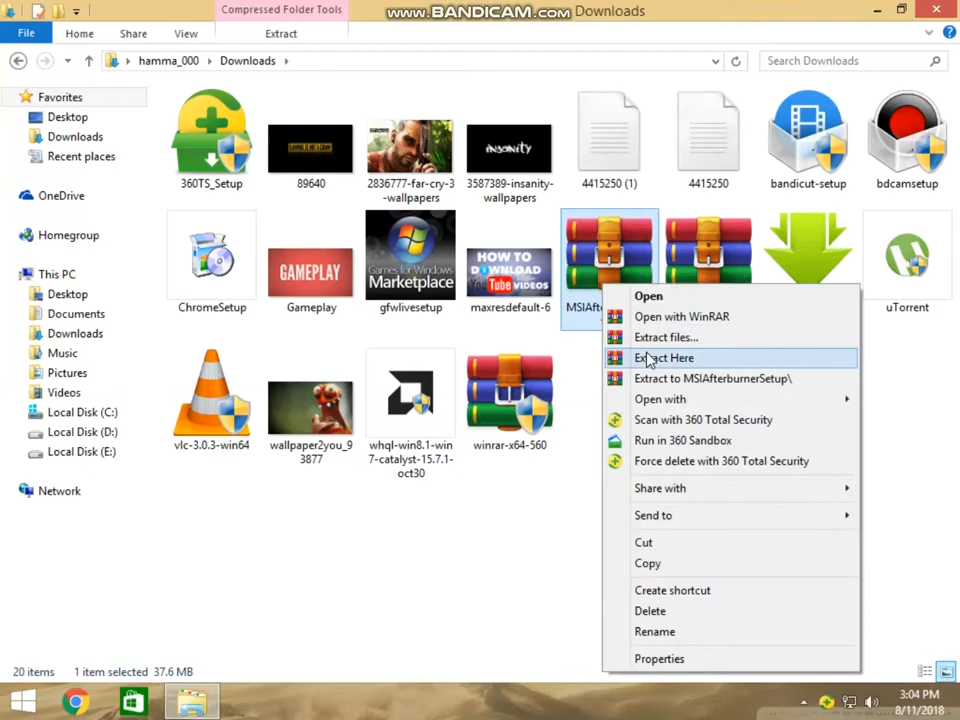 Compressed Folder Tools
www.BANDICAM.com Downloads
File
Home
Share
View
Extract
hamma_000
Downloads
Search Downloads
Favorites
Desktop
Downloads
Recent places
OneDrive
Homegroup
This PC
Desktop
Documents
Downloads
Music
Pictures
Videos
Local Disk (C:)
Local Disk (D:)
Local Disk (E:)
Network
360TS_Setup
89640
2836777-far-cry-3
-wallpapers
insanity
3587389-insanity-
wallpapers
4415250 (1)
4415250
bandicut-setup
bdcamsetup
ChromeSetup
GAMEPLAY
Gameplay
Games for Windows
Marketplace
gfwlivesetup
HOW TO
DOWNLOAD
YouTube
VIDEOS
maxresdefault-6
MSIAfte
uTorrent
vlc-3.0.3-win64
wallpaper2you_9
3877
whql-win8.1-win
7-catalyst-15.7.1-
oct30
winrar-x64-560
Open
Open with WinRAR
Extract files...
Extract Here
Extract to MSIAfterburnerSetup\
Open with
Scan with 360 Total Security
Run in 360 Sandbox
Force delete with 360 Total Security
Share with
Send to
Cut
Copy
Create shortcut
Delete
Rename
Properties
20 items
1 item selected 37.6 MB
3:04 PM
8/11/2018